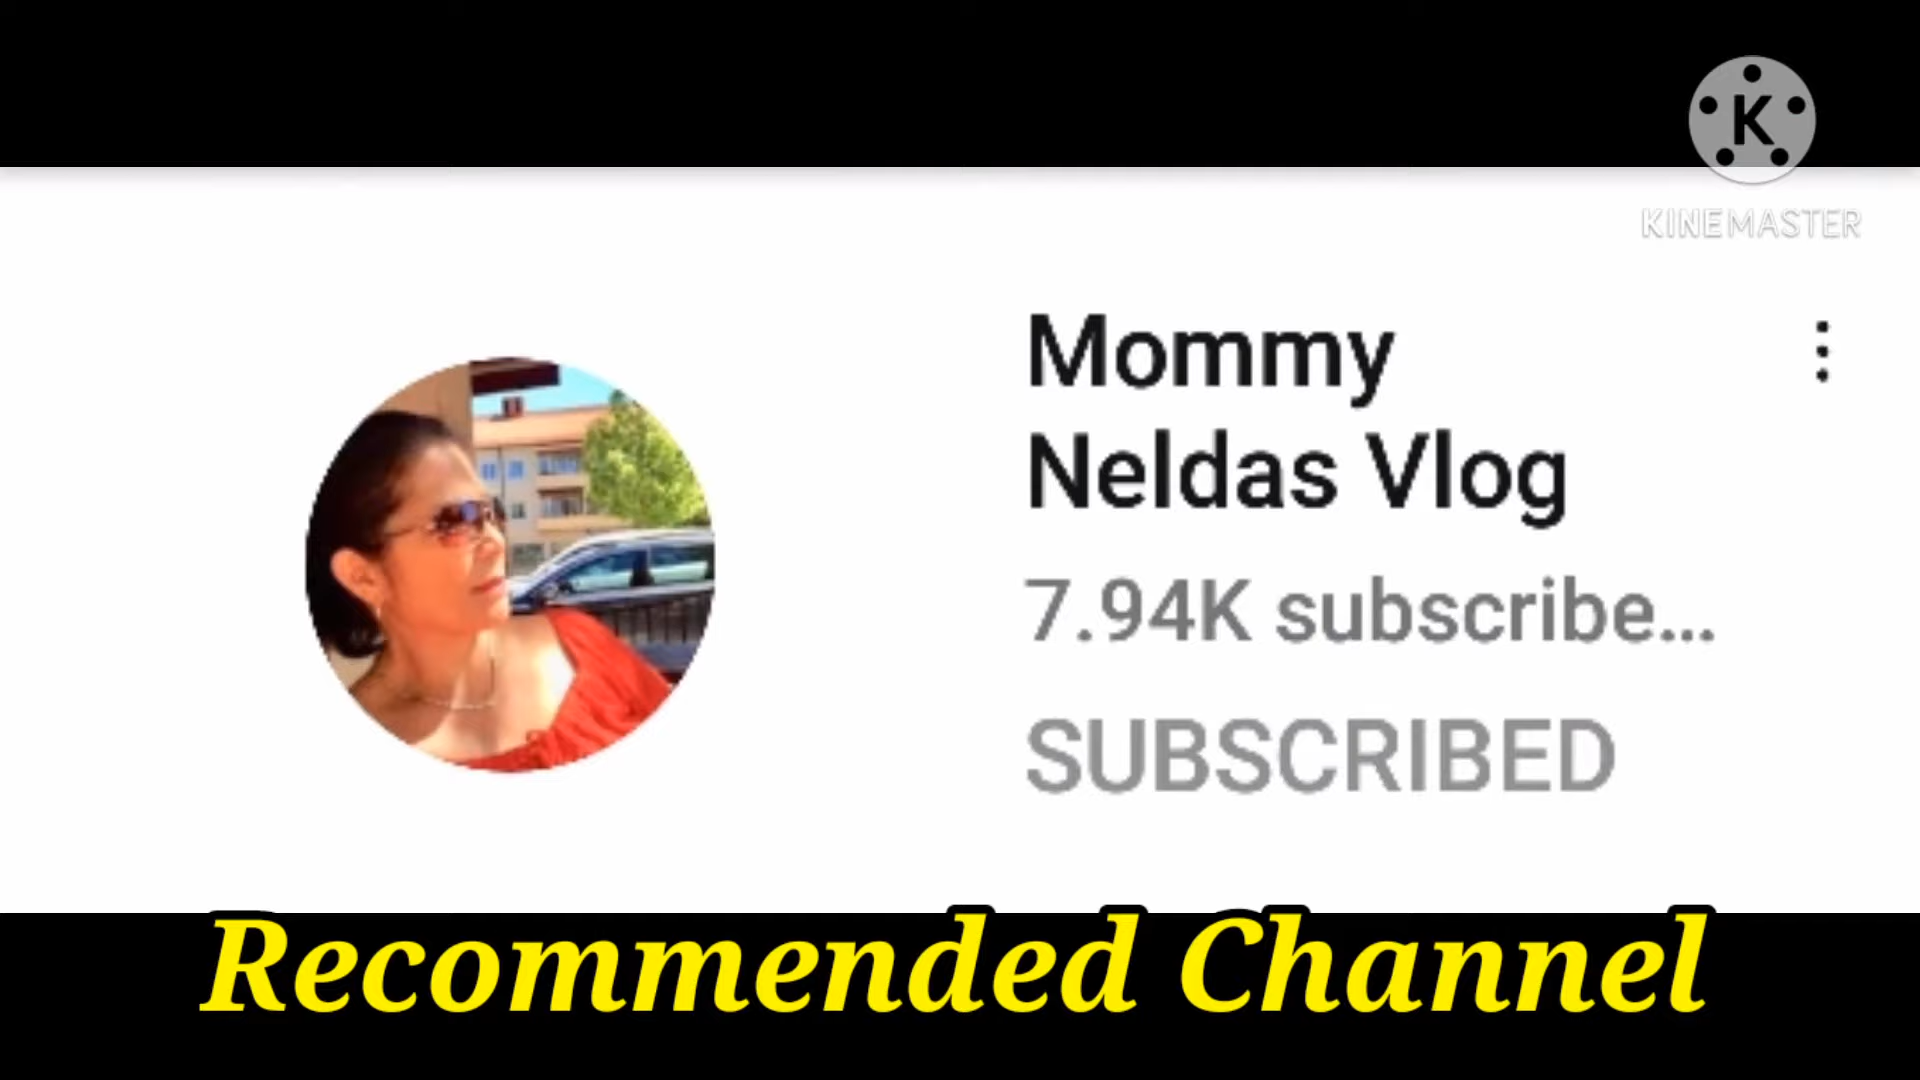 K
KINEMASTER
Mommy
Neldas Vlog
7.94K subscribe...
SUBSCRIBED
Recommended Channel